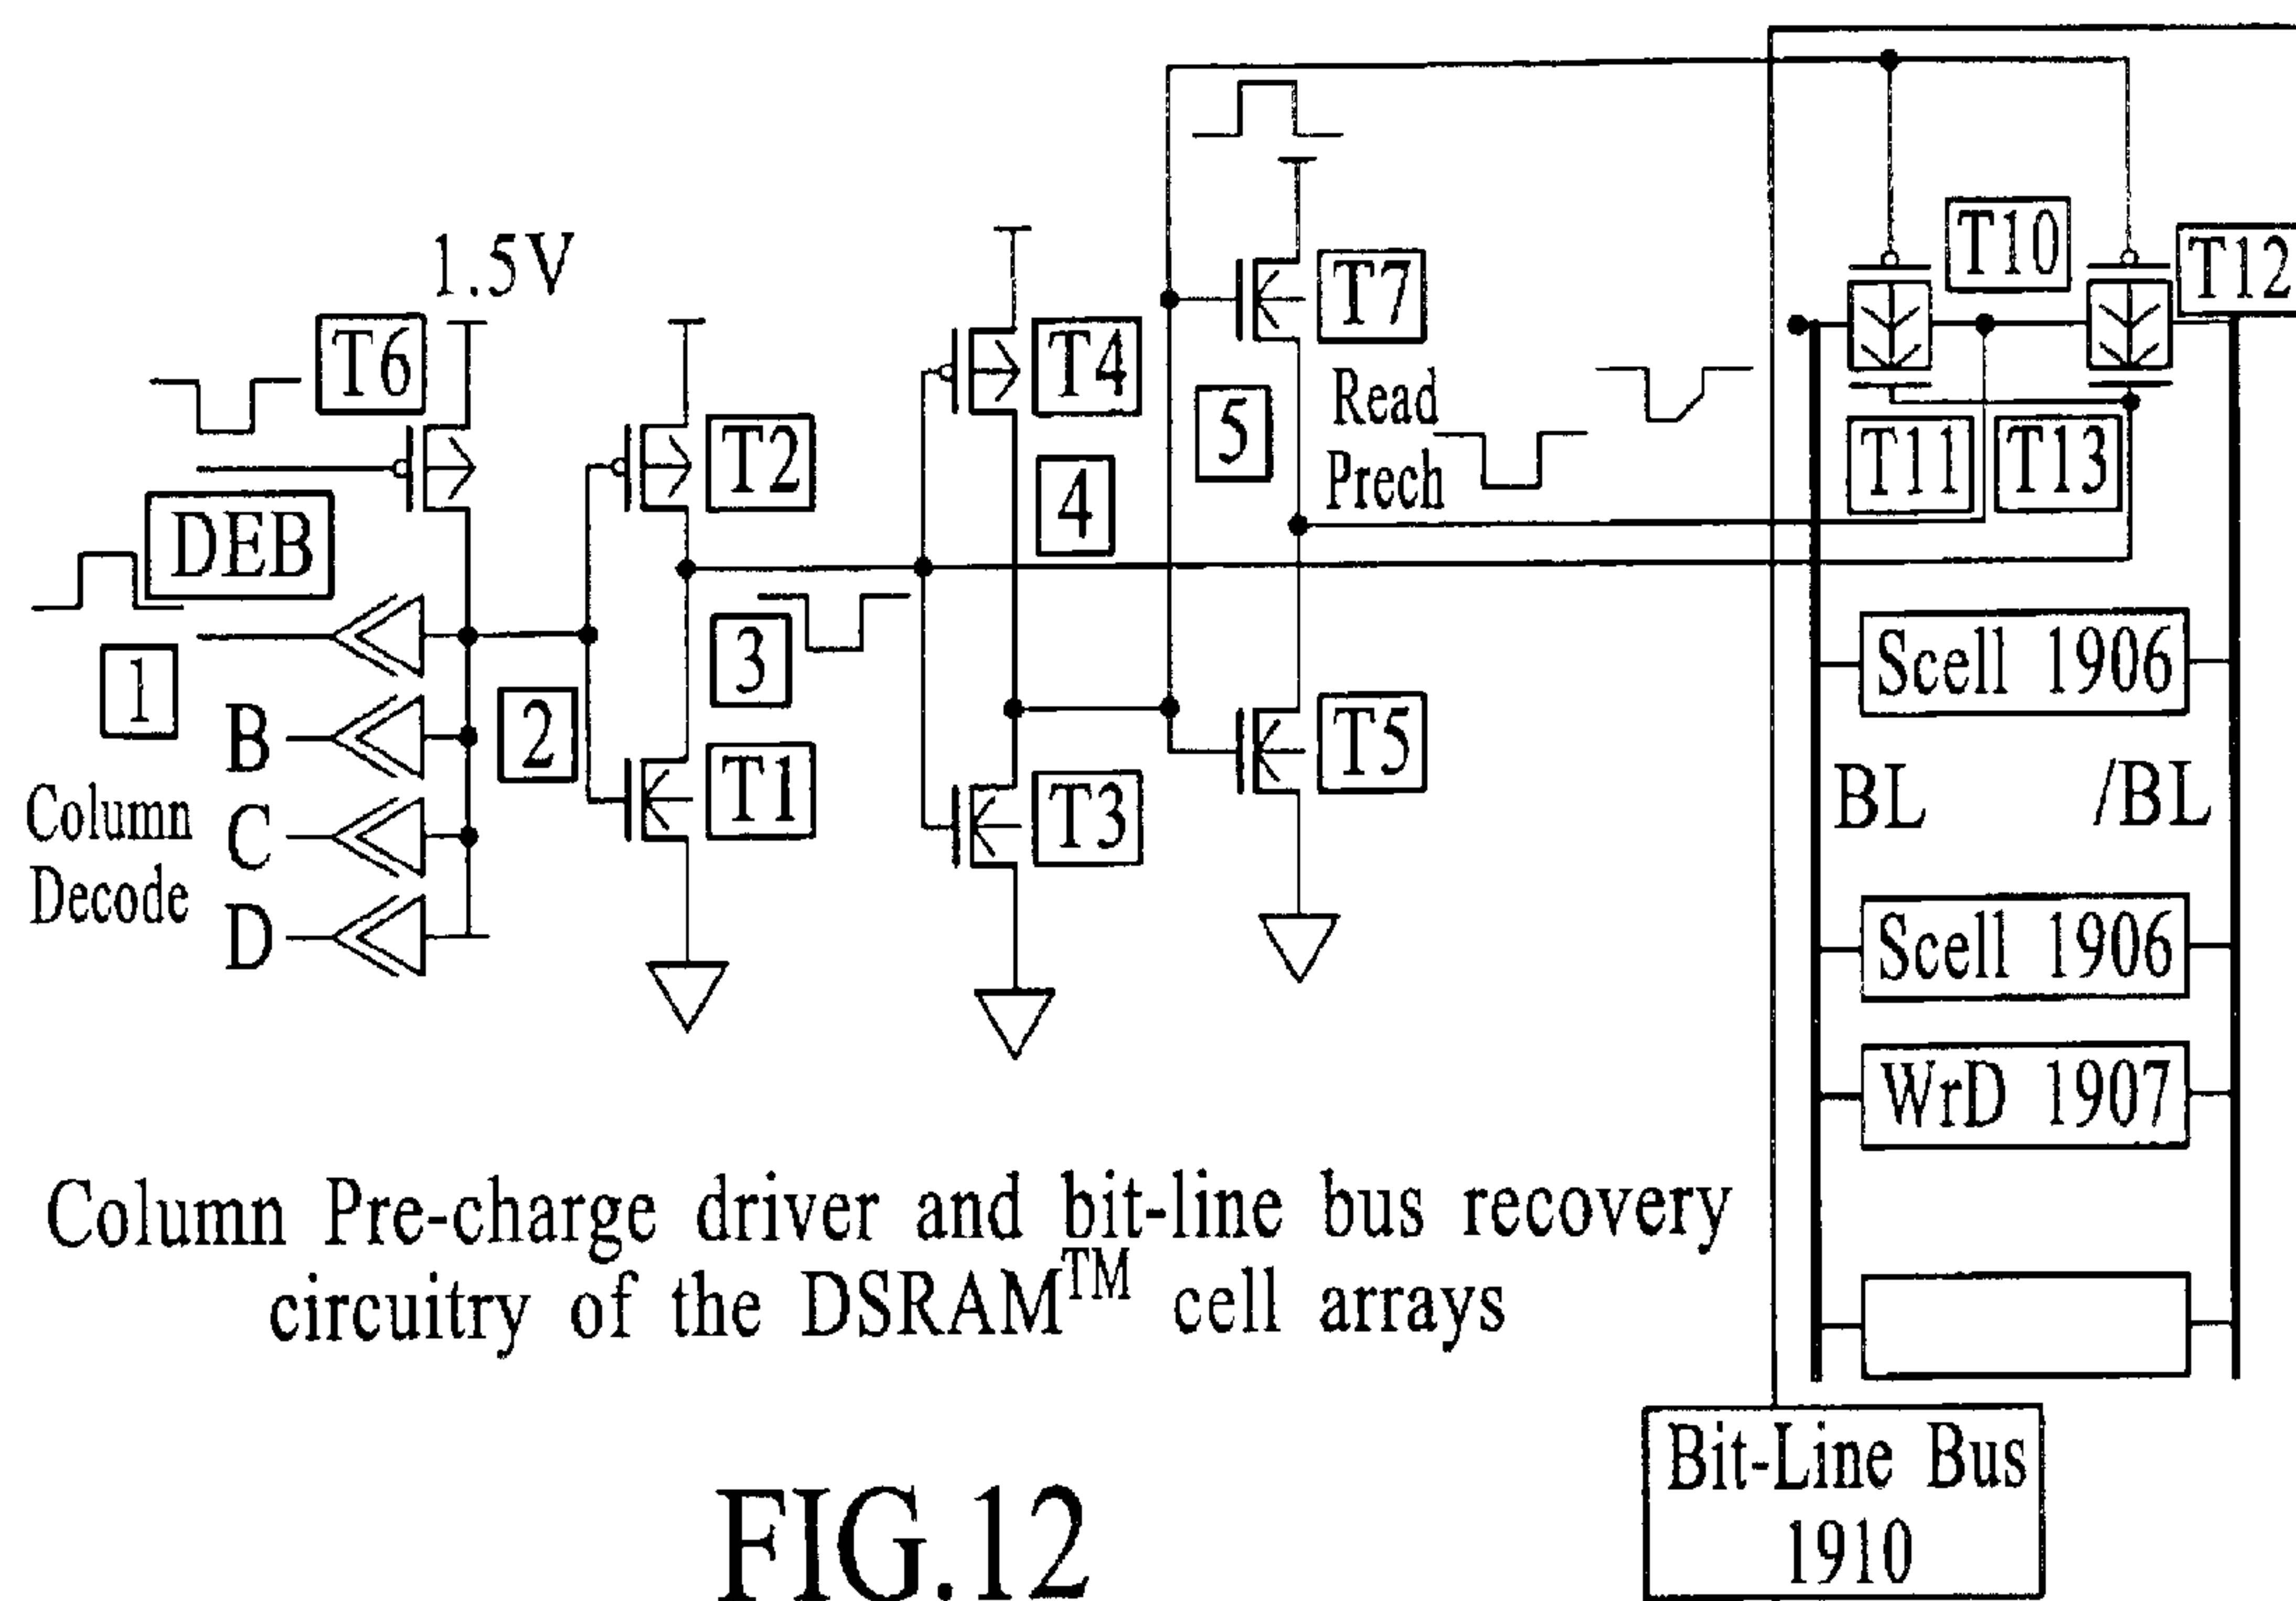 1.5V
T6
DEB
1
B
C
D
Column
Decode
2
T2
T1
3
T4
4
T3
T7
5
Read
Prech
T5
T10
T12
T11
T13
Scell 1906
BL
/BL
Scell 1906
WrD 1907
Bit-Line Bus
1910
Column Pre-charge driver and bit-line bus recovery
circuitry of the DSRAM™ cell arrays
FIG.12